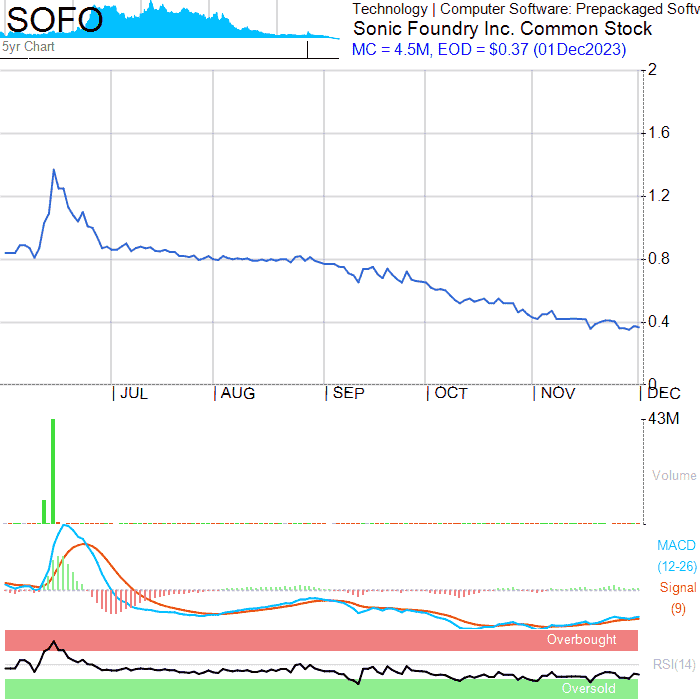 SOFO
5yr Chart
Technology | Computer Software: Prepackaged Softw
Sonic Foundry Inc. Common Stock
MC = 4.5M, EOD = $0.37 (01Dec2023)
2
1.6
1.2
0.8
0.4
0
JUL AUG SEP OCT NOV DEC
43M
Volume
MACD
(12-26)
Signal
(9)
Overbought
RSI(14)
Oversold